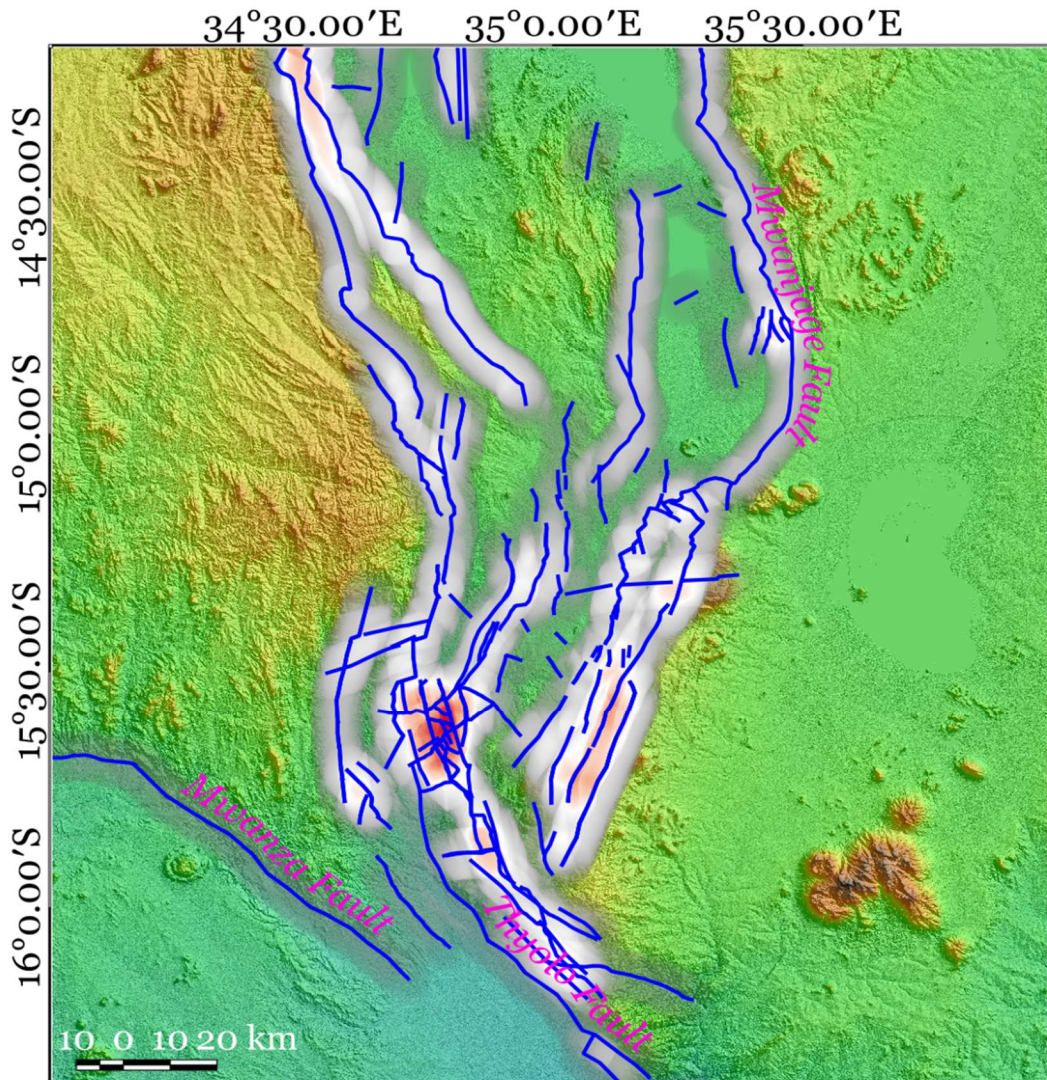 34°30.00′E 35°0.00′E 35°30.00′E
14°30.00′S
15°0.00′S
15°30.00′S
16°0.00′S
Mwanjage Fault
Mwanza Fault
Thyolo Fault
10 0 10 20 km